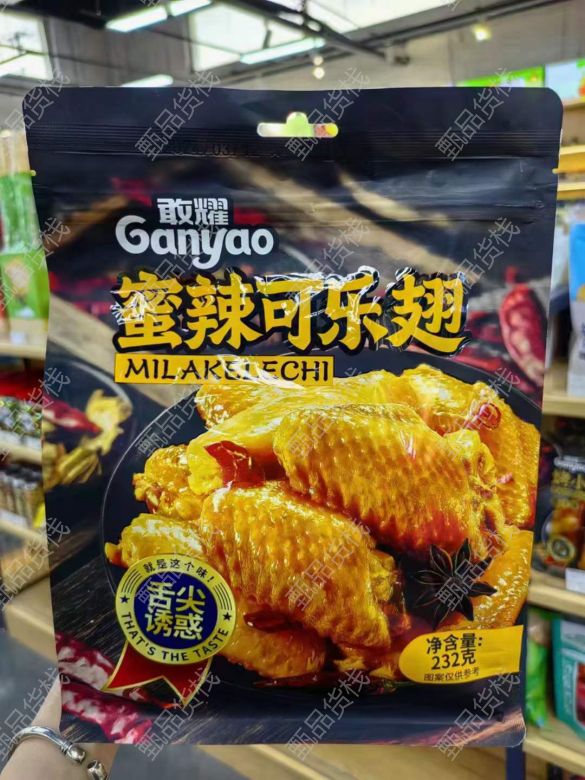 敢耀
Ganyao
蜜辣可乐翅
MILAKELECHI
就是这个味！
舌尖
诱惑
THAT'S THE TASTE
净含量:
232克
图案仅供参考
甄品货栈